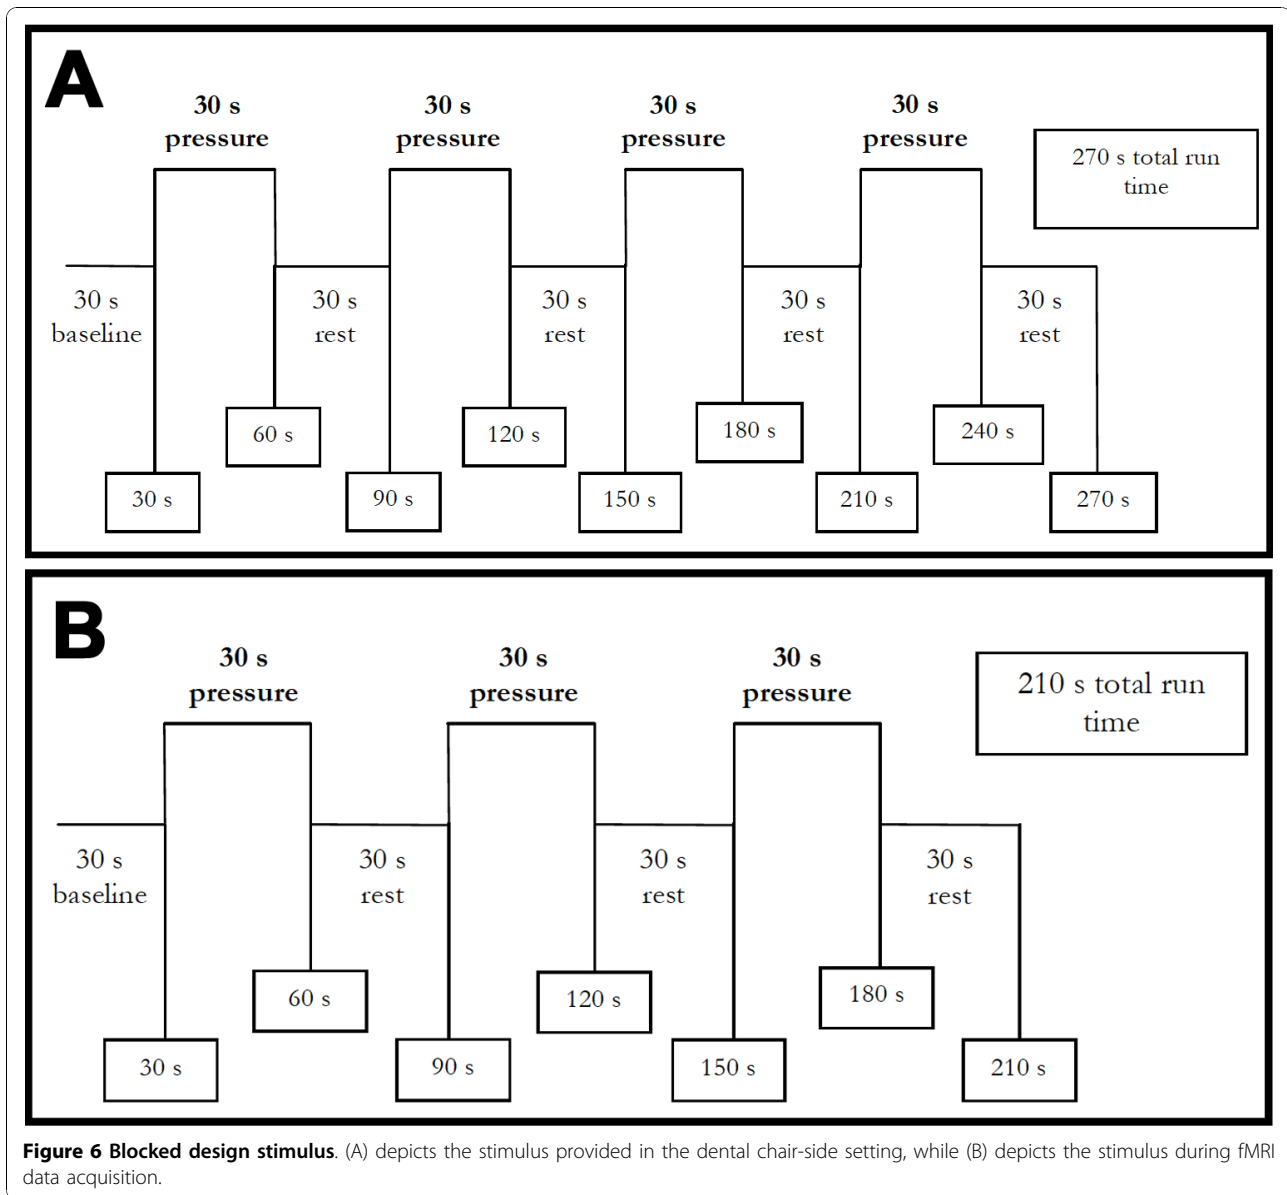 A
30 s
pressure
30 s
pressure
30 s
pressure
30 s
pressure
270 s total run
time
30 s
baseline
30 s
rest
30 s
rest
30 s
rest
30 s
rest
60 s
120 s
180 s
240 s
30 s
90 s
150 s
210 s
270 s
B
30 s
pressure
30 s
pressure
30 s
pressure
210 s total run
time
30 s
baseline
30 s
rest
30 s
rest
30 s
rest
60 s
120 s
180 s
30 s
90 s
150 s
210 s
Figure 6 Blocked design stimulus. (A) depicts the stimulus provided in the dental chair-side setting, while (B) depicts the stimulus during fMRI
data acquisition.